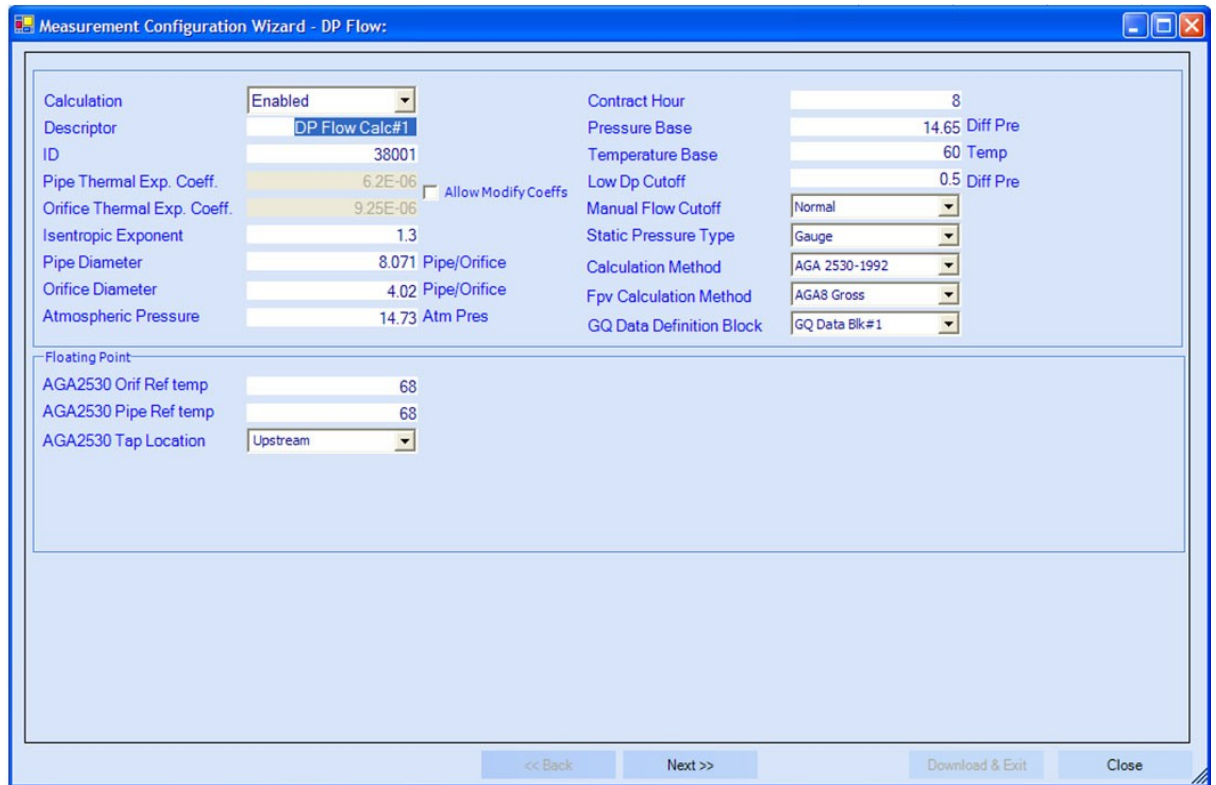 Measurement Configuration Wizard - DP Flow:
Calculation Enabled
Descriptor DP Flow Calc#1
ID 38001
Pipe Thermal Exp. Coeff. 6.2E-06
Allow Modify Coeffs
Orifice Thermal Exp. Coeff. 9.25E-06
Isentropic Exponent 1.3
Pipe Diameter 8.071 Pipe/Orifice
Orifice Diameter 4.02 Pipe/Orifice
Atmospheric Pressure 14.73 Atm Pres
Contract Hour 8
Pressure Base 14.65 Diff Pre
Temperature Base 60 Temp
Low Dp Cutoff 0.5 Diff Pre
Manual Flow Cutoff Normal
Static Pressure Type Gauge
Calculation Method AGA 2530-1992
Fpv Calculation Method AGA8 Gross
GQ Data Definition Block GQ Data Blk#1
Floating Point
AGA2530 Orif Ref temp 68
AGA2530 Pipe Ref temp 68
AGA2530 Tap Location Upstream
<< Back Next >> Download & Exit Close